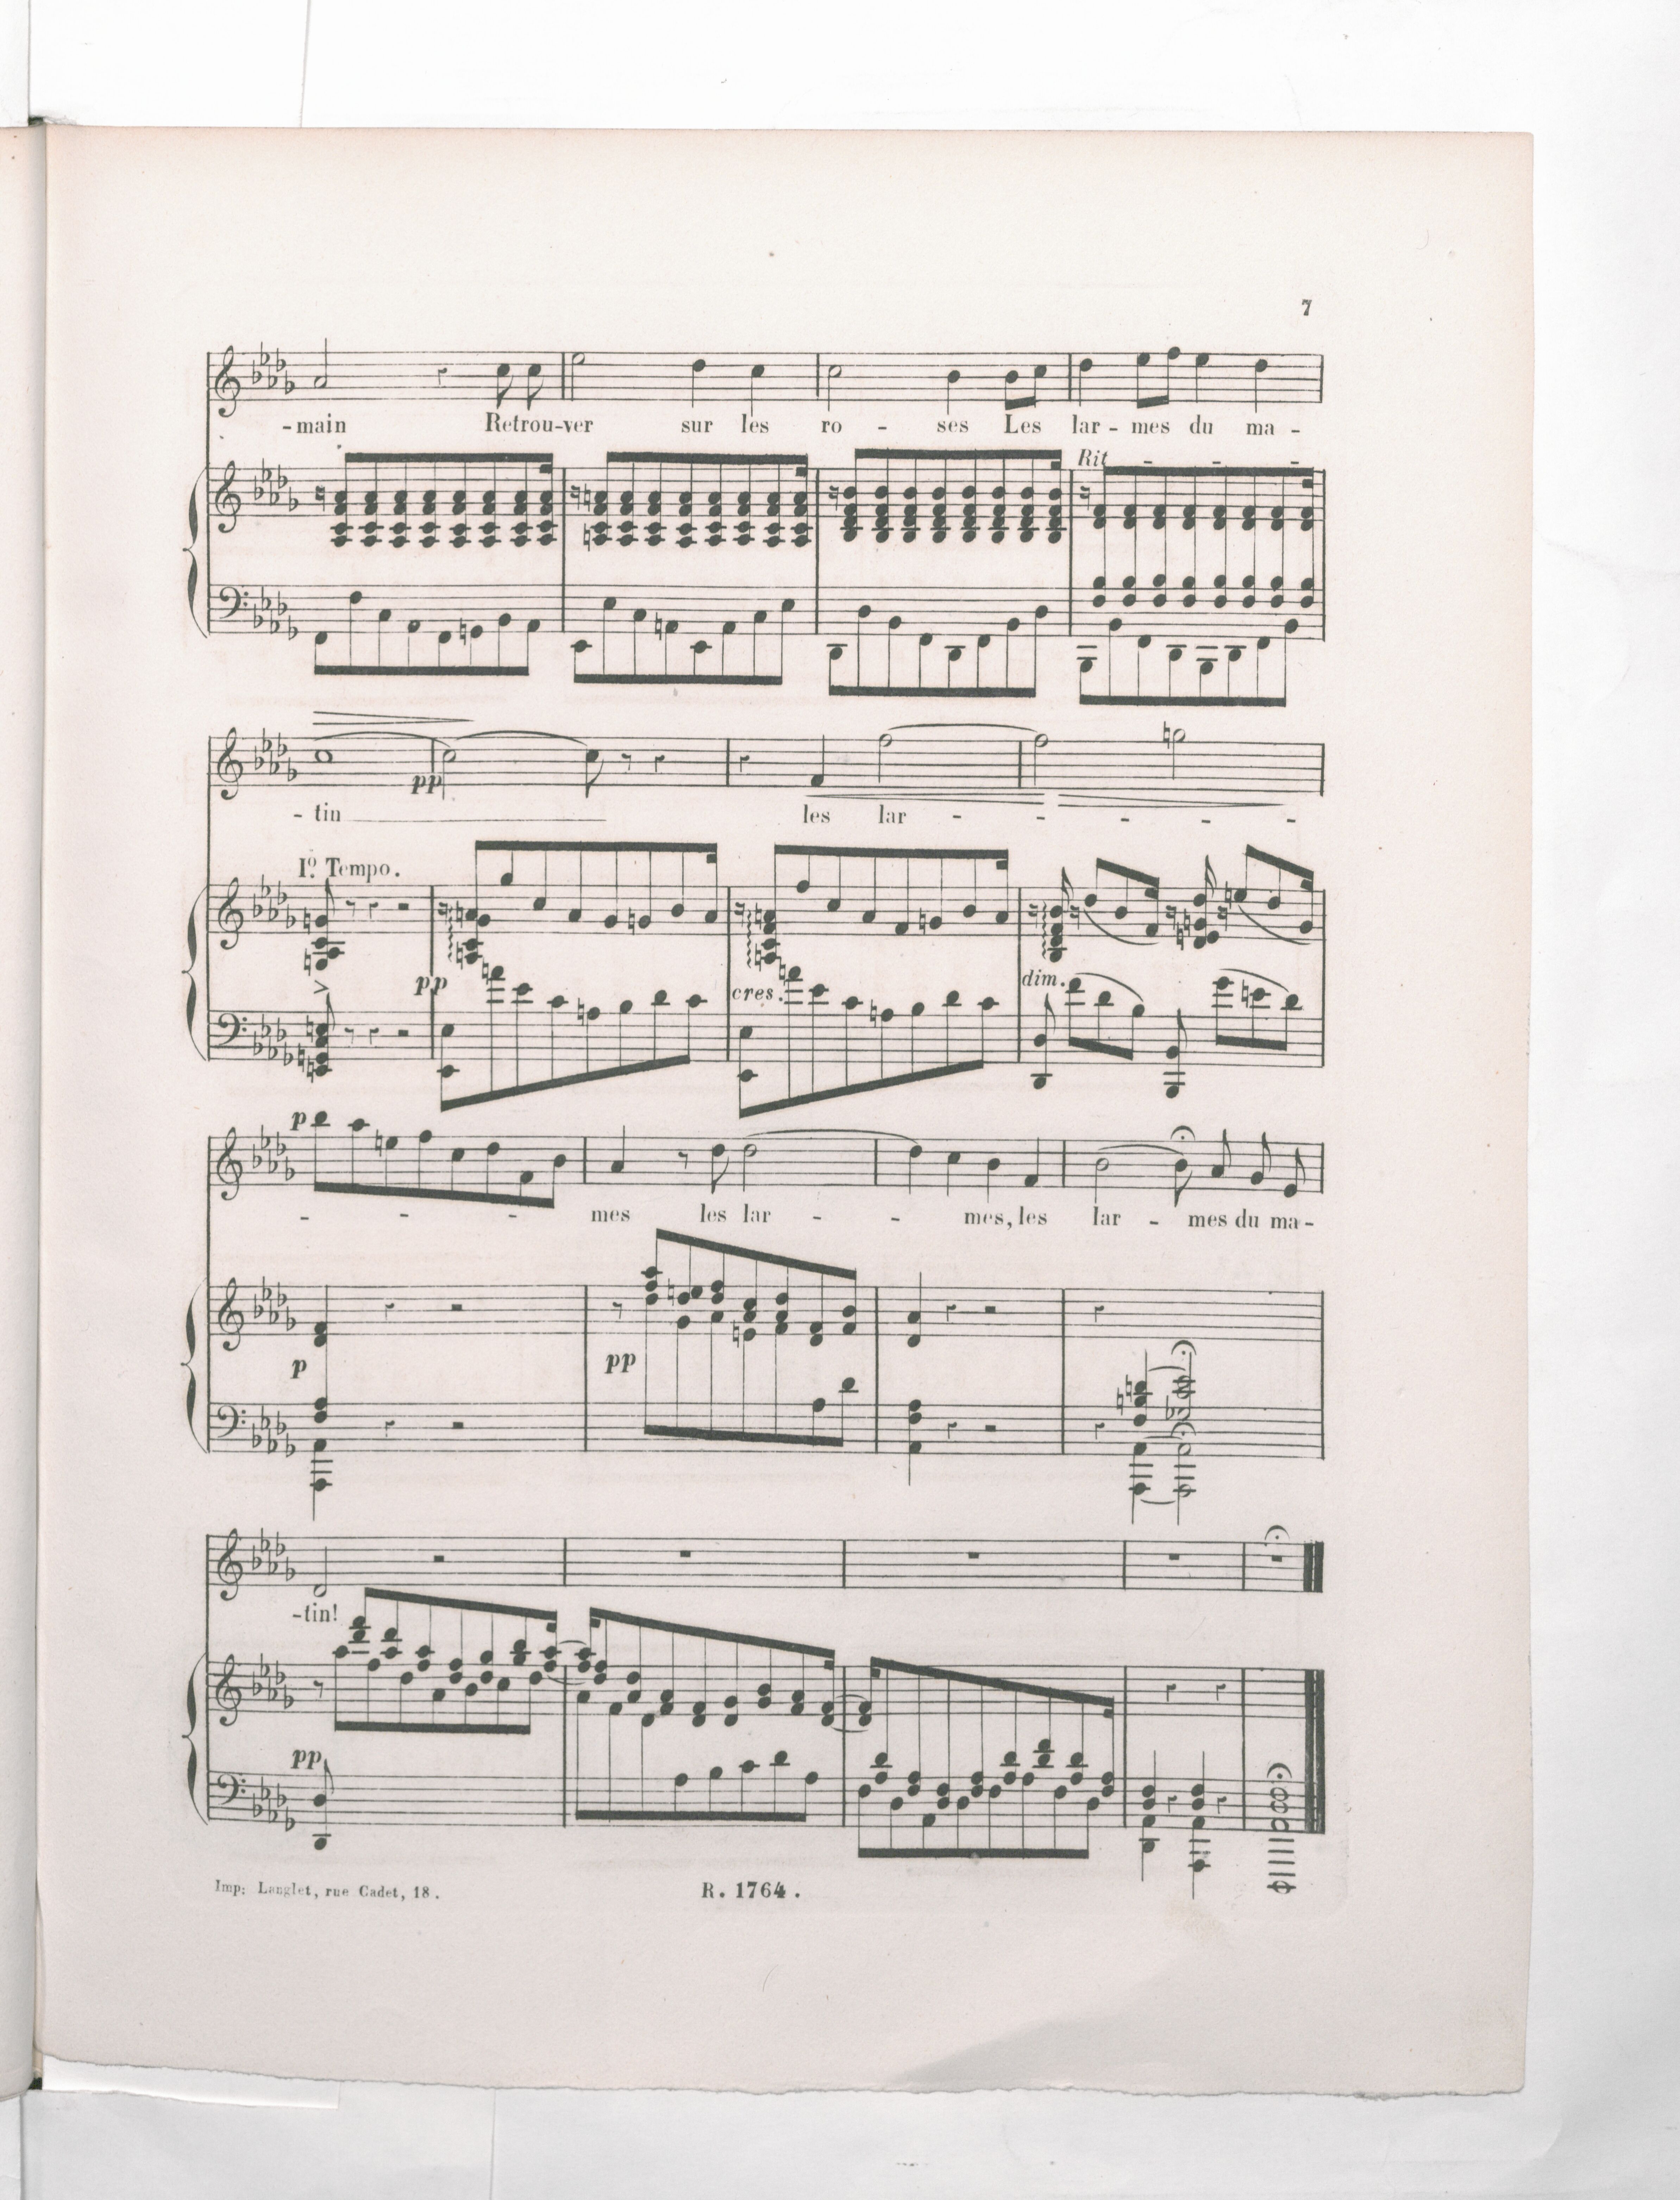 7
-main Retrou-ver sur les ro - ses Les lar - mes du ma -
Rit - - -
pp
- tin les lar - - - - -
Iº Tempo.
pp cres. dim.
p
- - - mes les lar - - mes, les lar - mes du ma -
p pp
-tin!
pp
Imp: Langlet, rue Cadet, 18. R. 1764.